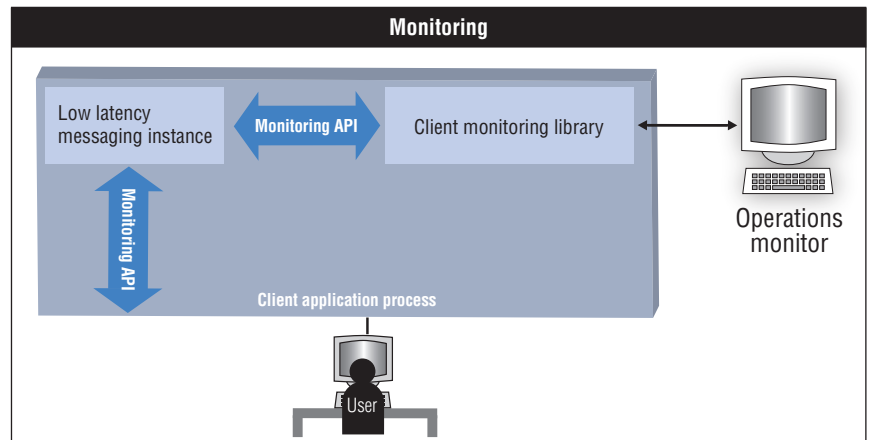 Monitoring
Low latency
messaging instance
Monitoring API
Client monitoring library
Monitoring API
Operations
monitor
Client application process
User